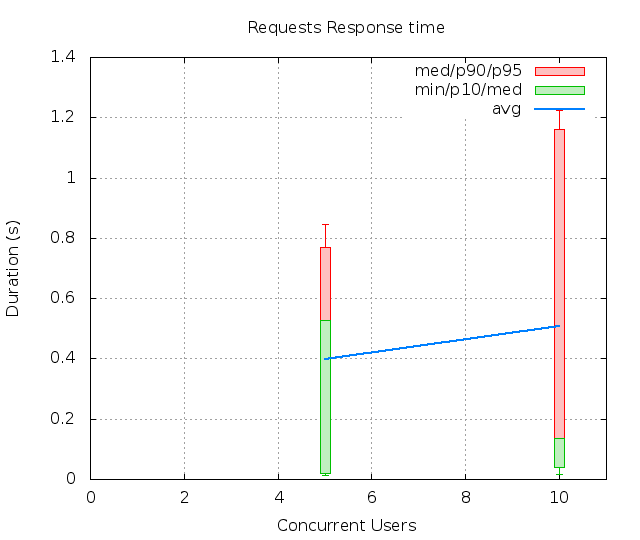 Requests Response time
1.4
1.2
1
0.8
0.6
0.4
0.2
0
0
2
4
6
8
10
med/p90/p95
min/p10/med
avg
Duration (s)
Concurrent Users